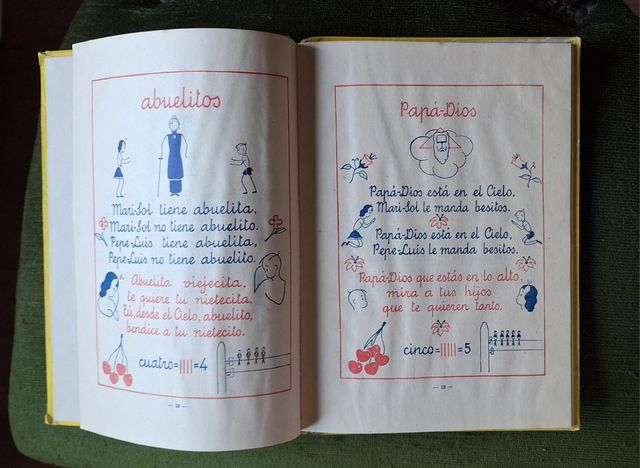 abuelitos
Mari-Sol tiene abuelita,
Mari-Sol no tiene abuelito.
Pepe-Luis tiene abuelita,
Pepe-Luis no tiene abuelito.
Abuelita viejecita,
te quiere tu nietecita,
Tú, desde el Cielo, abuelito,
bendice a tu nietecito.
cuatro=||||=4
— 18 —
Papá-Dios
Papá-Dios está en el Cielo,
Mari-Sol le manda besitos.
Papá-Dios está en el Cielo,
Pepe-Luis le manda besitos.
Papá-Dios que estás en lo alto,
mira a tus hijos
que te quieren tanto.
cinco=|||||=5
— 19 —